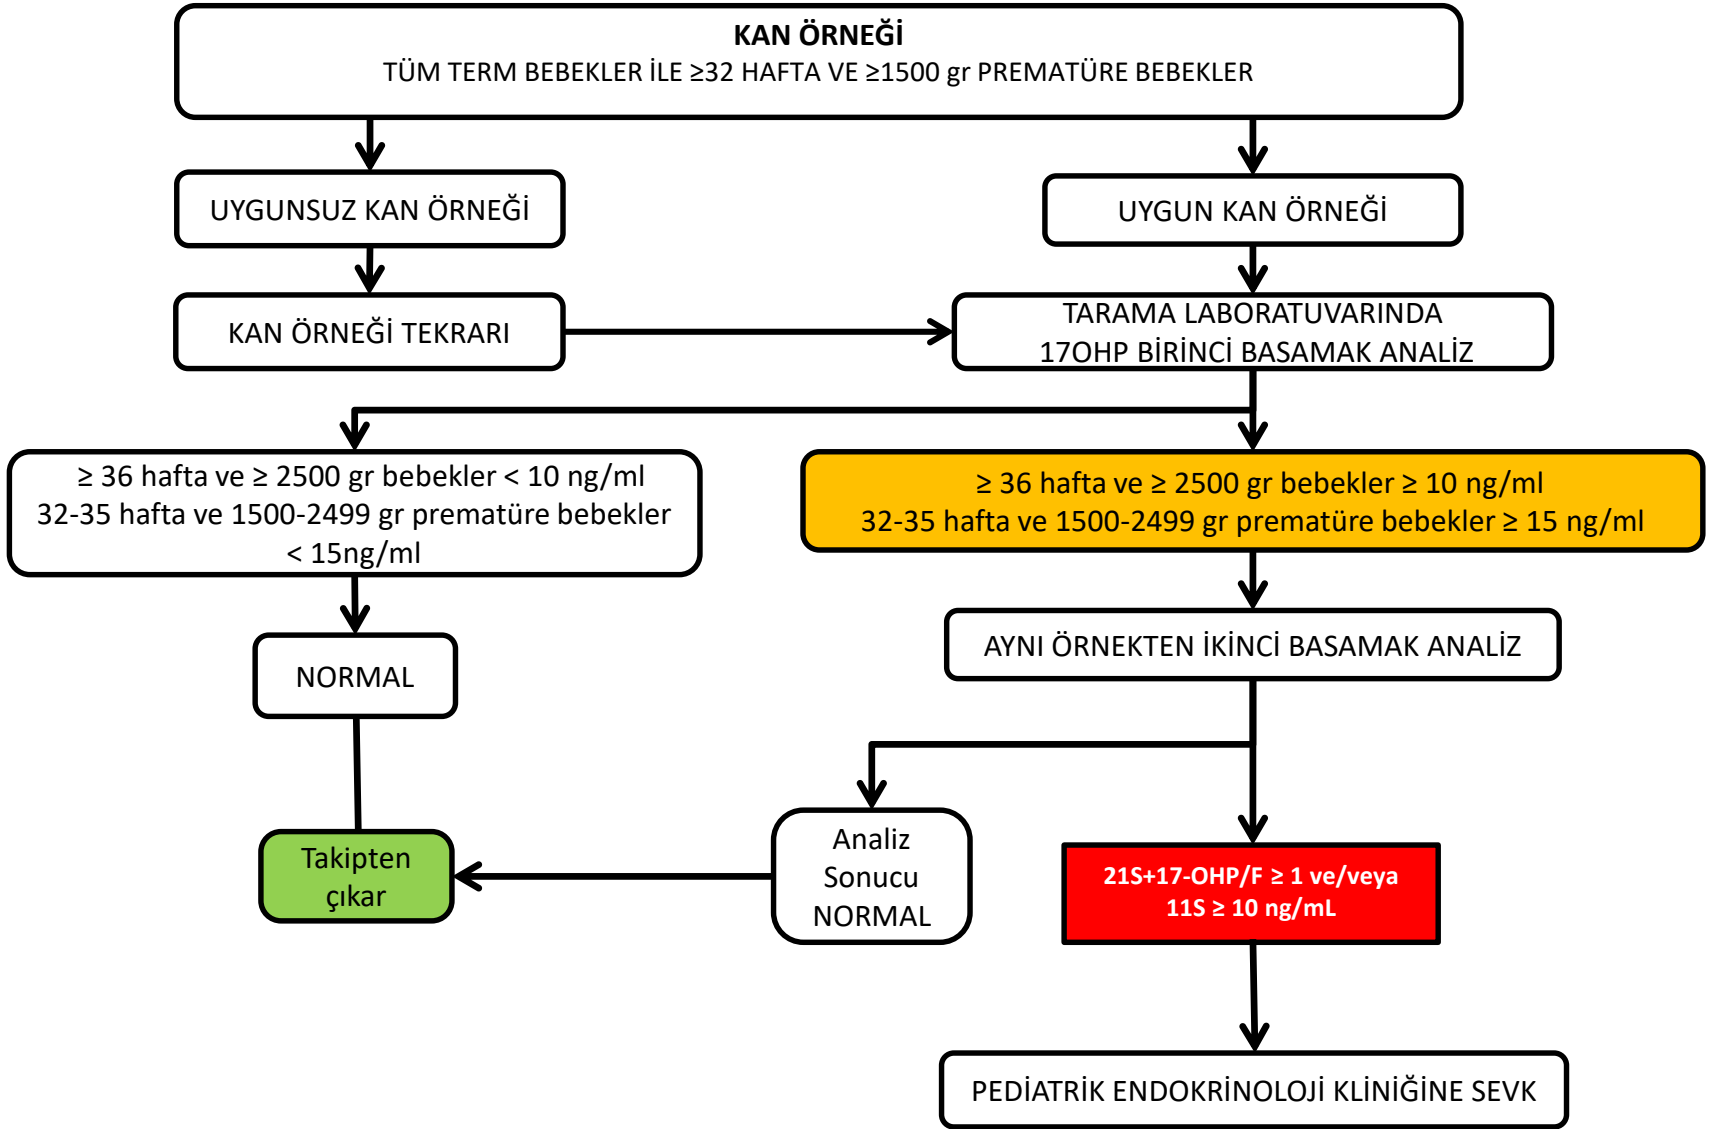 KAN ÖRNEĞİ
TÜM TERM BEBEKLER İLE ≥32 HAFTA VE ≥1500 gr PREMATÜRE BEBEKLER
UYGUNSUZ KAN ÖRNEĞİ
UYGUN KAN ÖRNEĞİ
KAN ÖRNEĞİ TEKRARI
TARAMA LABORATUVARINDA
17OHP BİRİNCİ BASAMAK ANALİZ
≥ 36 hafta ve ≥ 2500 gr bebekler < 10 ng/ml
32-35 hafta ve 1500-2499 gr prematüre bebekler
< 15ng/ml
≥ 36 hafta ve ≥ 2500 gr bebekler ≥ 10 ng/ml
32-35 hafta ve 1500-2499 gr prematüre bebekler ≥ 15 ng/ml
NORMAL
AYNI ÖRNEKTEN İKİNCİ BASAMAK ANALİZ
Takipten
çıkar
Analiz
Sonucu
NORMAL
21S+17-OHP/F ≥ 1 ve/veya
11S ≥ 10 ng/mL
PEDİATRİK ENDOKRİNOLOJİ KLİNİĞİNE SEVK